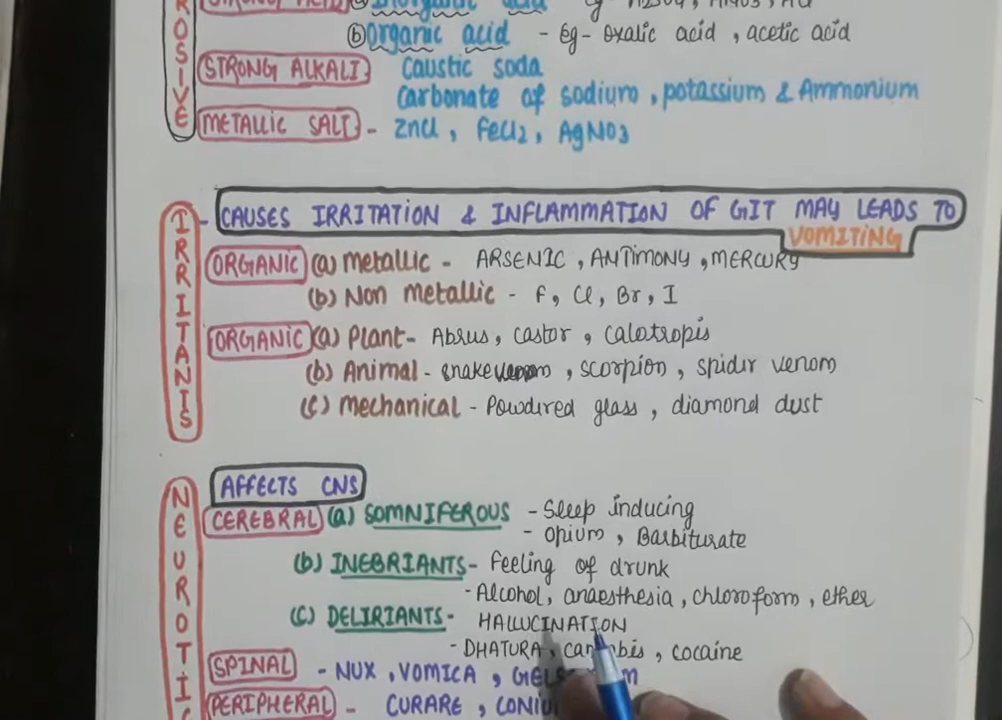 (b) Organic acid - Eg- oxalic acid, acetic acid
STRONG ALKALI Caustic soda
Carbonate of sodium, potassium & Ammonium
METALLIC SALT - ZnCl, FeCl2, AgNO3
IRRITANTS - CAUSES IRRITATION & INFLAMMATION OF GIT MAY LEADS TO
VOMITING
ORGANIC (a) Metallic - ARSENIC, ANTIMONY, MERCURY
(b) Non metallic - F, Cl, Br, I
ORGANIC (a) Plant- Abrus, castor, calotropis
(b) Animal - snake venom, scorpion, spider venom
(c) Mechanical - Powdired glass, diamond dust
AFFECTS CNS
CEREBRAL (a) SOMNIFEROUS - Sleep inducing
- Opium, Barbiturate
(b) INEBRIANTS - Feeling of drunk
- Alcohol, anaesthesia, chloroform, ether
(c) DELIRIANTS - HALLUCINATION
- DHATURA, cannabis, cocaine
SPINAL - NUX, VOMICA,
PERIPHERAL - CURARE,